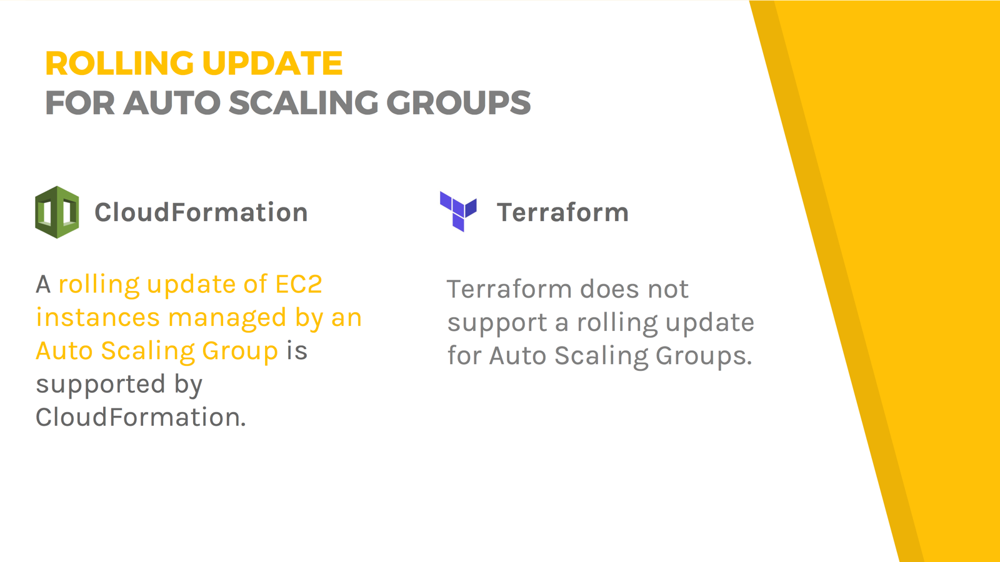 ROLLING UPDATE
FOR AUTO SCALING GROUPS
CloudFormation
A rolling update of EC2
instances managed by an
Auto Scaling Group is
supported by
CloudFormation.
Terraform
Terraform does not
support a rolling update
for Auto Scaling Groups.